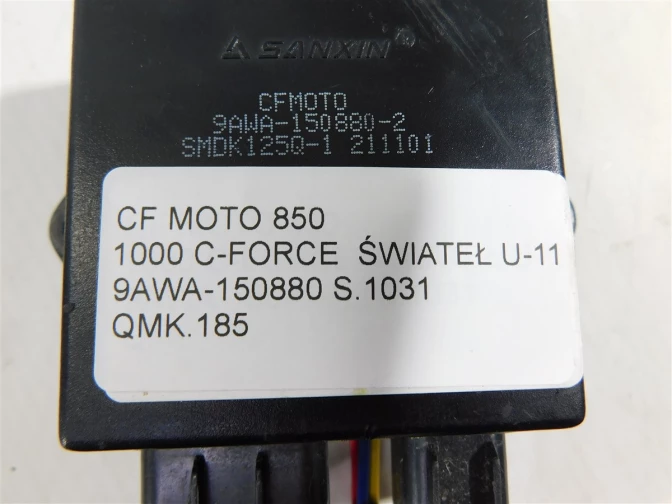 SANXIN®
CFMOTO
9AWA-150880-2
SMDK125Q-1 211101
CF MOTO 850
1000 C-FORCE ŚWIATEŁ U-11
9AWA-150880 S.1031
QMK.185